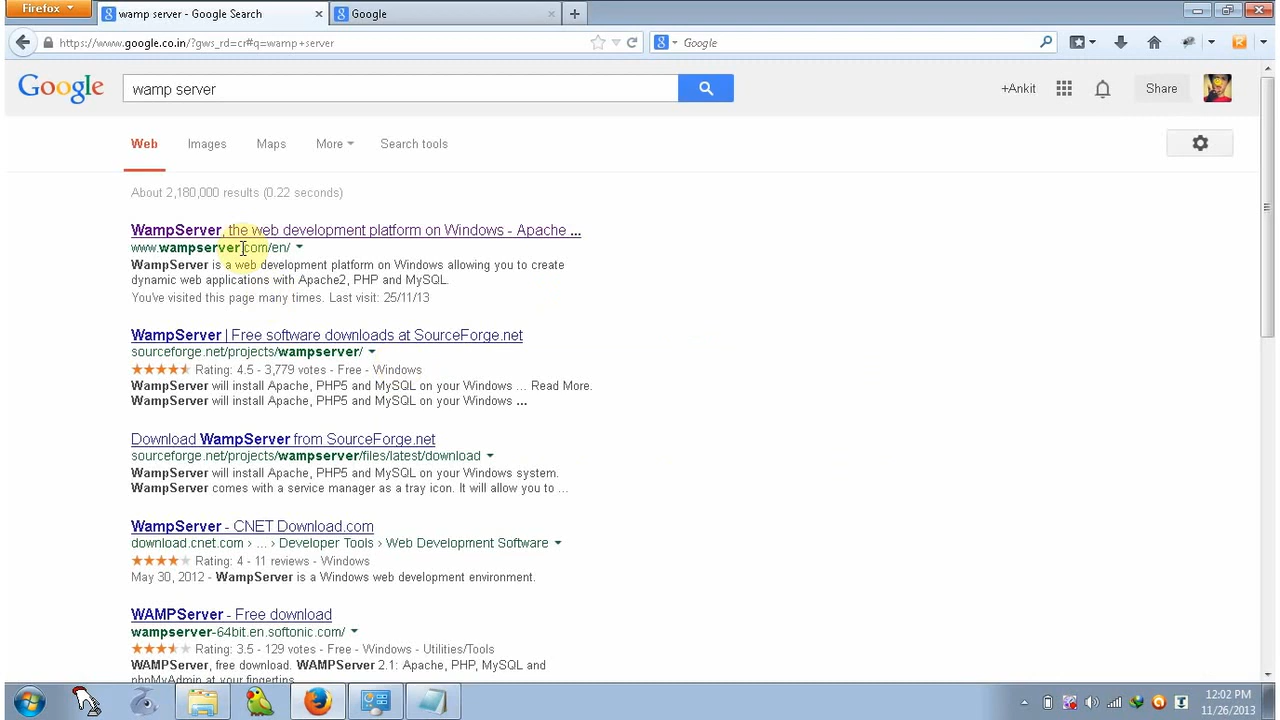 Firefox
wamp server - Google Search
Google
https://www.google.co.in/?gws_rd=cr#q=wamp+server
Google
Google
wamp server
+Ankit
Share
Web
Images
Maps
More
Search tools
About 2,180,000 results (0.22 seconds)
WampServer, the web development platform on Windows - Apache ...
www.wampserver.com/en/
WampServer is a web development platform on Windows allowing you to create
dynamic web applications with Apache2, PHP and MySQL.
You've visited this page many times. Last visit: 25/11/13
WampServer | Free software downloads at SourceForge.net
sourceforge.net/projects/wampserver/
Rating: 4.5 - 3,779 votes - Free - Windows
WampServer will install Apache, PHP5 and MySQL on your Windows ... Read More.
WampServer will install Apache, PHP5 and MySQL on your Windows ...
Download WampServer from SourceForge.net
sourceforge.net/projects/wampserver/files/latest/download
WampServer will install Apache, PHP5 and MySQL on your Windows system.
WampServer comes with a service manager as a tray icon. It will allow you to ...
WampServer - CNET Download.com
download.cnet.com › ... › Developer Tools › Web Development Software
Rating: 4 - 11 reviews - Windows
May 30, 2012 - WampServer is a Windows web development environment.
WAMPServer - Free download
wampserver-64bit.en.softonic.com/
Rating: 3.5 - 129 votes - Free - Windows - Utilities/Tools
WAMPServer, free download. WAMPServer 2.1: Apache, PHP, MySQL and
phpMyAdmin at your fingertips.
12:02 PM
11/26/2013